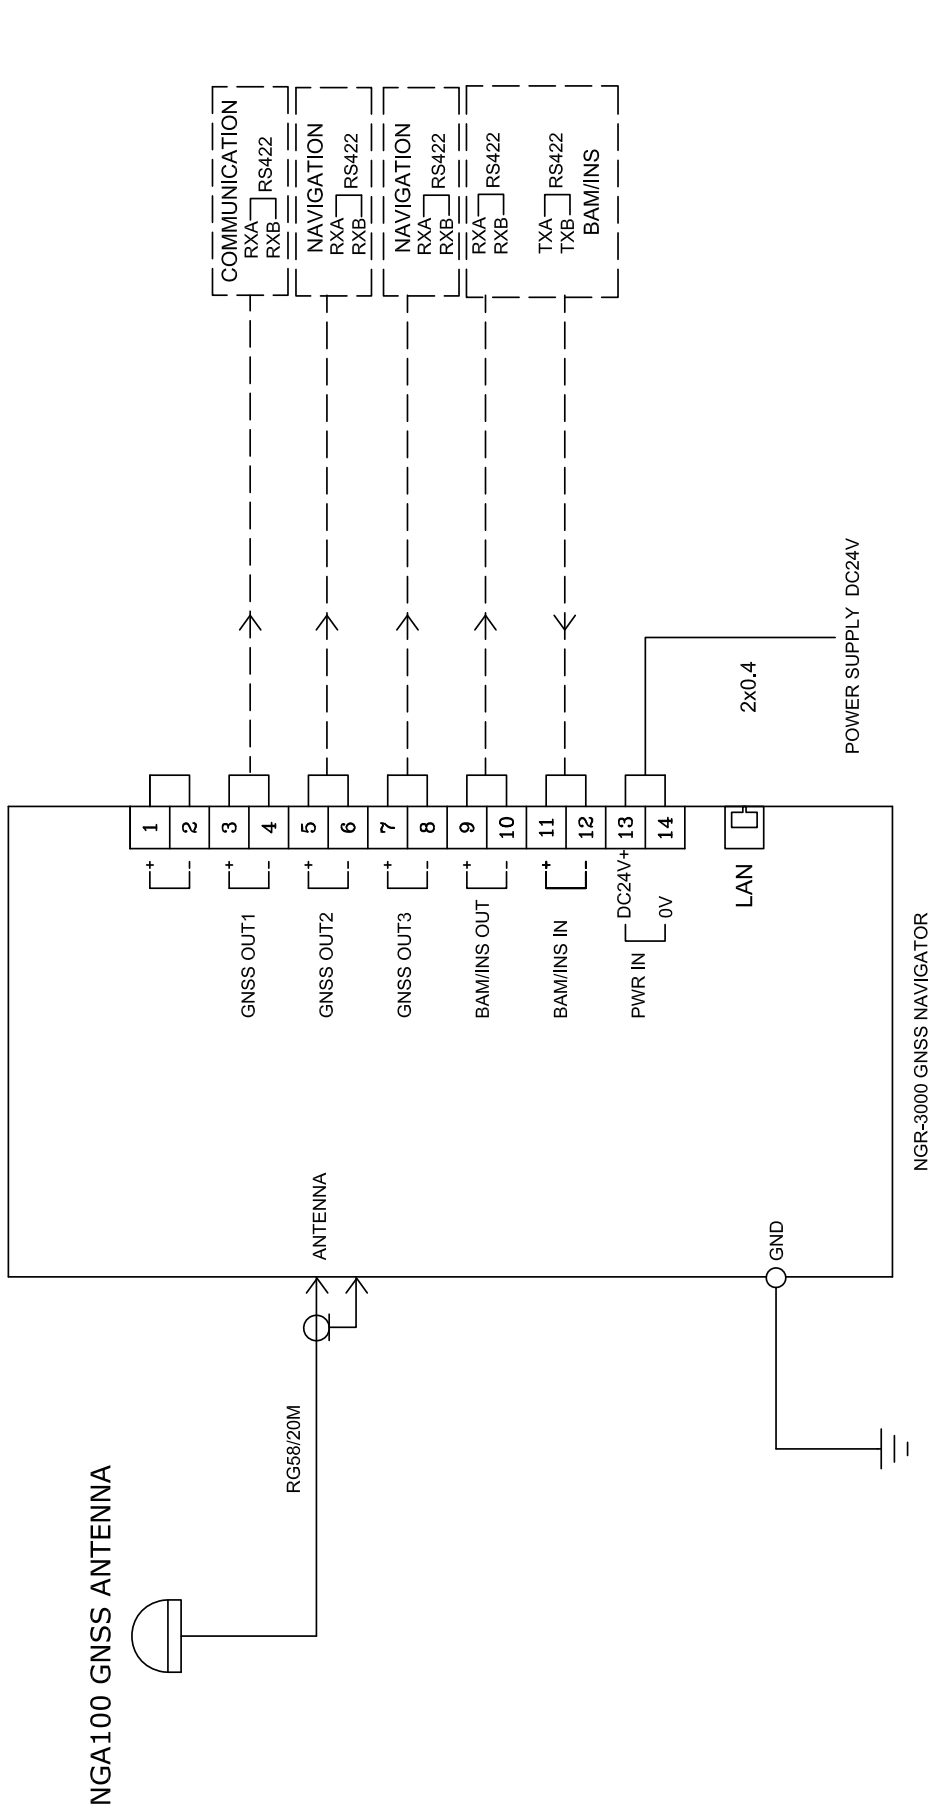 NGA100 GNSS ANTENNA
RG58/20M
ANTENNA
GND
NGR-3000 GNSS NAVIGATOR
+ 1
- 2
GNSS OUT1
+ 3
- 4
GNSS OUT2
+ 5
- 6
GNSS OUT3
+ 7
- 8
BAM/INS OUT
+ 9
- 10
BAM/INS IN
+ 11
- 12
PWR IN
DC24V+ 13
0V 14
LAN
2x0.4
POWER SUPPLY DC24V
COMMUNICATION
RXA
RXB
RS422
NAVIGATION
RXA
RXB
RS422
NAVIGATION
RXA
RXB
RS422
RXA
RXB
RS422
TXA
TXB
RS422
BAM/INS